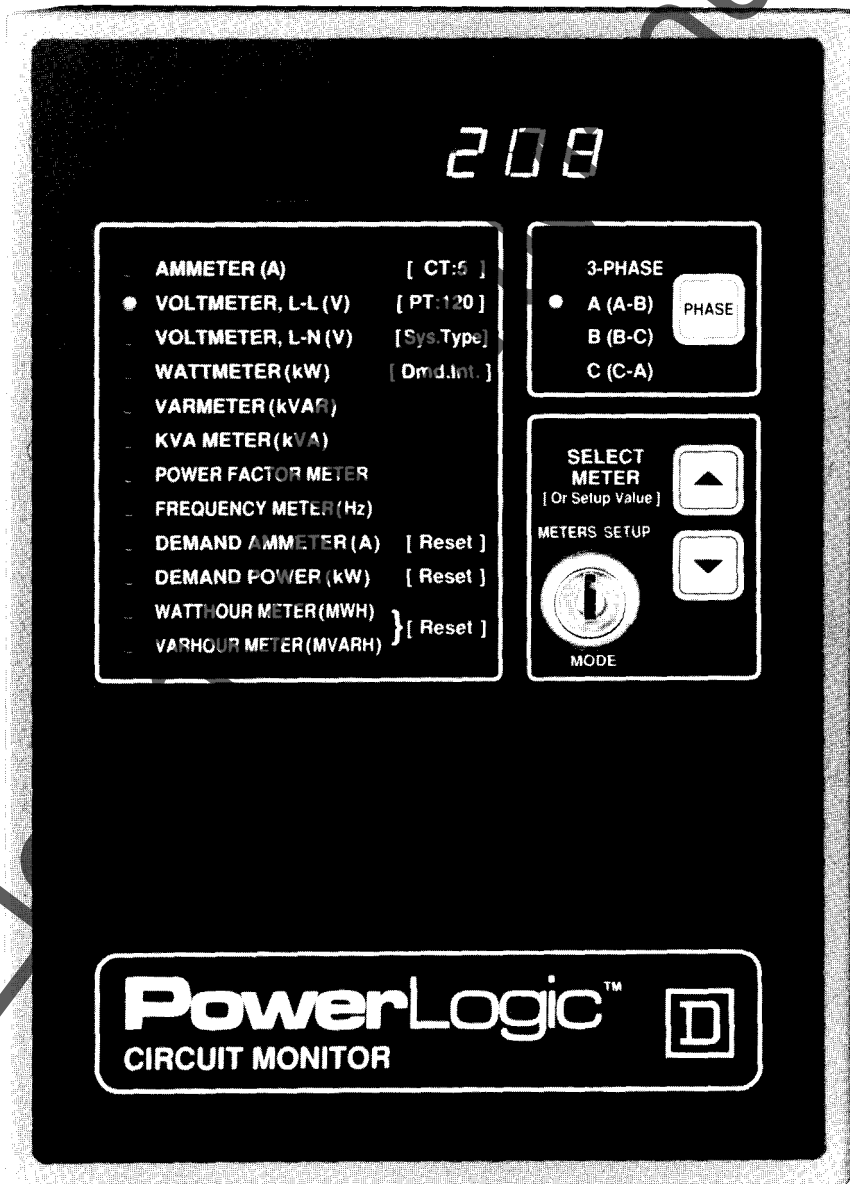 208
AMMETER (A) [ CT:5 ]
VOLTMETER, L-L (V) [ PT:120 ]
VOLTMETER, L-N (V) [Sys.Type]
WATTMETER (kW) [ Dmd.Int. ]
VARMETER (kVAR)
KVA METER (kVA)
POWER FACTOR METER
FREQUENCY METER (Hz)
DEMAND AMMETER (A) [ Reset ]
DEMAND POWER (kW) [ Reset ]
WATTHOUR METER (MWH)
VARHOUR METER (MVARH)
} [ Reset ]
3-PHASE
A (A-B)
B (B-C)
C (C-A)
PHASE
SELECT
METER
[ Or Setup Value ]
METERS SETUP
MODE
PowerLogic™
CIRCUIT MONITOR
D